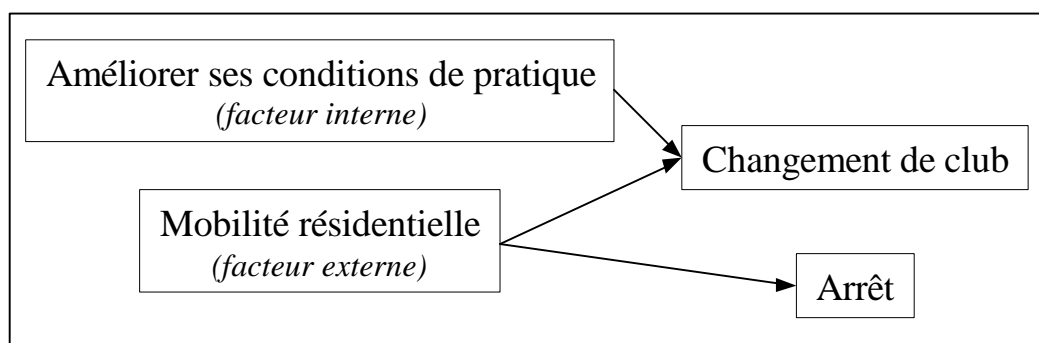 Améliorer ses conditions de pratique
(facteur interne)
Changement de club
Mobilité résidentielle
(facteur externe)
Arrêt